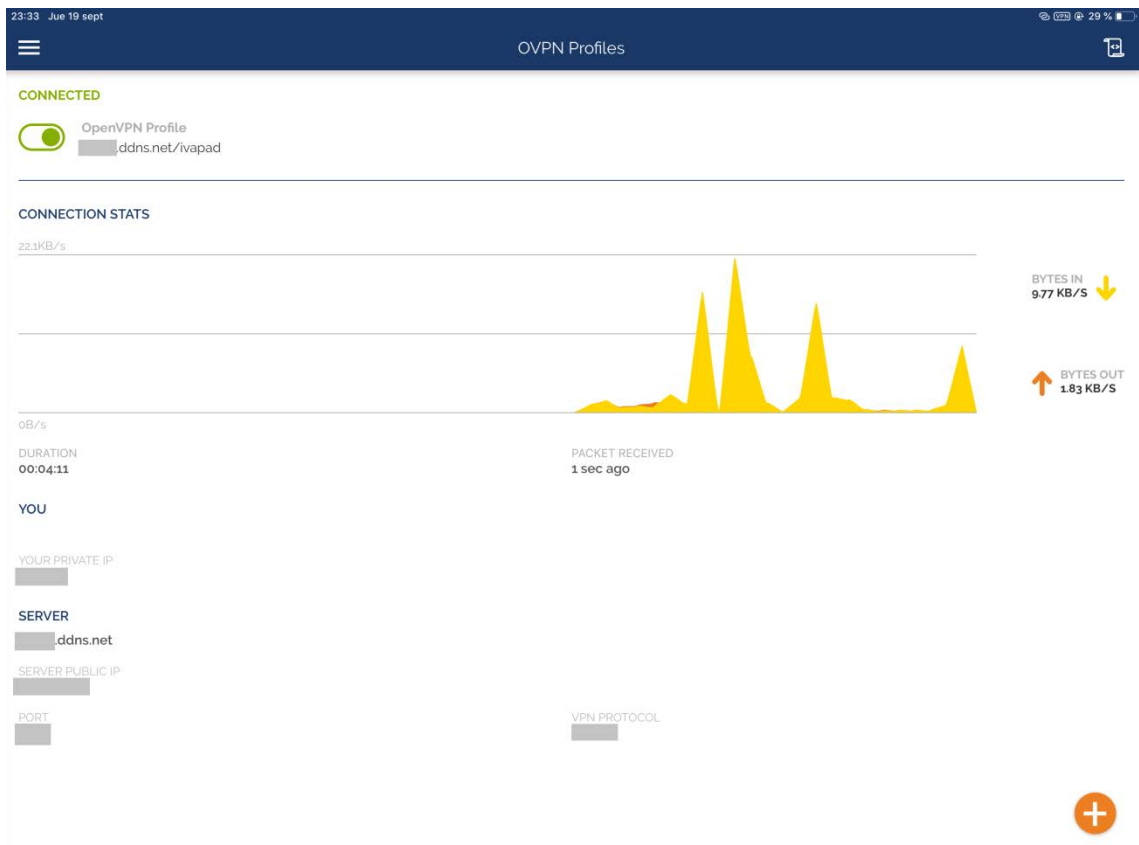 23:33 Jue 19 sept
VPN 29 %
OVPN Profiles
CONNECTED
OpenVPN Profile
.ddns.net/ivapad
CONNECTION STATS
22.1KB/s
BYTES IN
9.77 KB/S
BYTES OUT
1.83 KB/S
0B/s
DURATION
00:04:11
PACKET RECEIVED
1 sec ago
YOU
YOUR PRIVATE IP
SERVER
.ddns.net
SERVER PUBLIC IP
PORT
VPN PROTOCOL